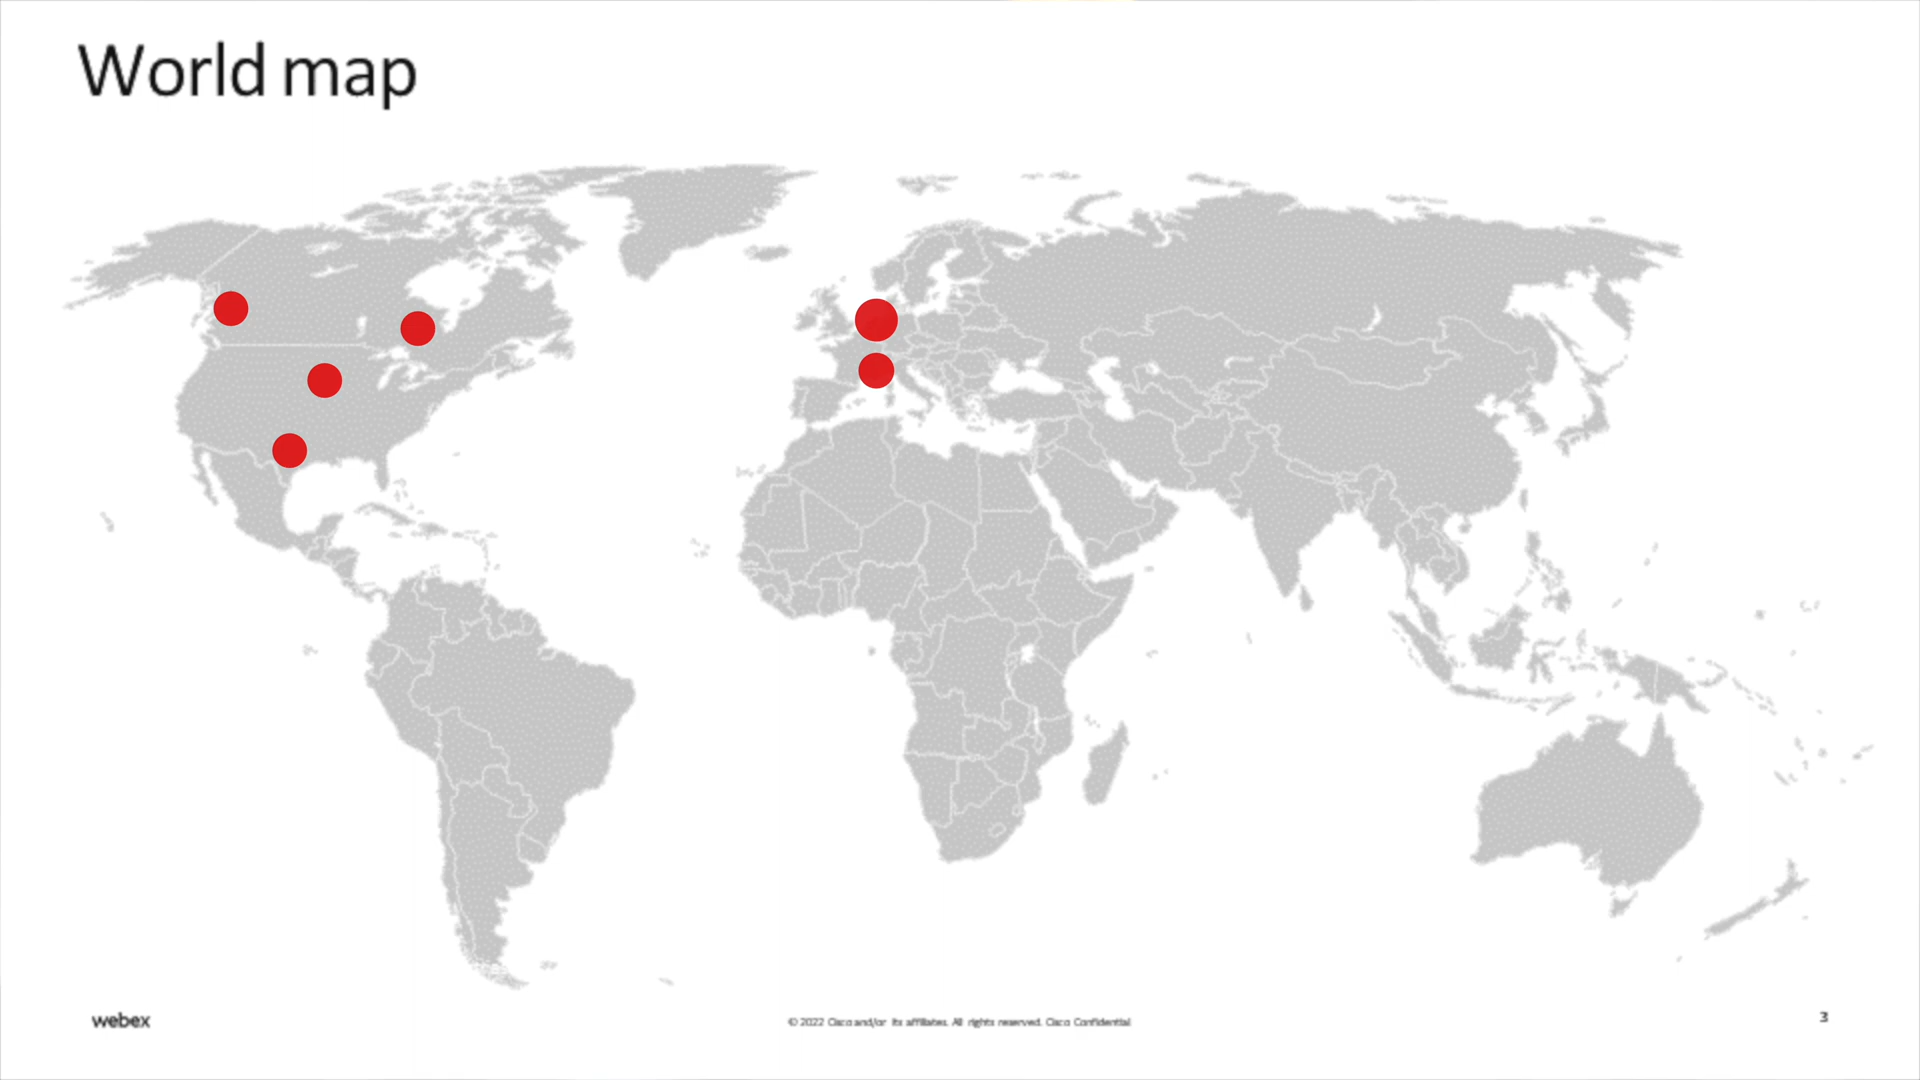 World map
webex
© 2022 Cisco and/or its affiliates. All rights reserved. Cisco Confidential
3